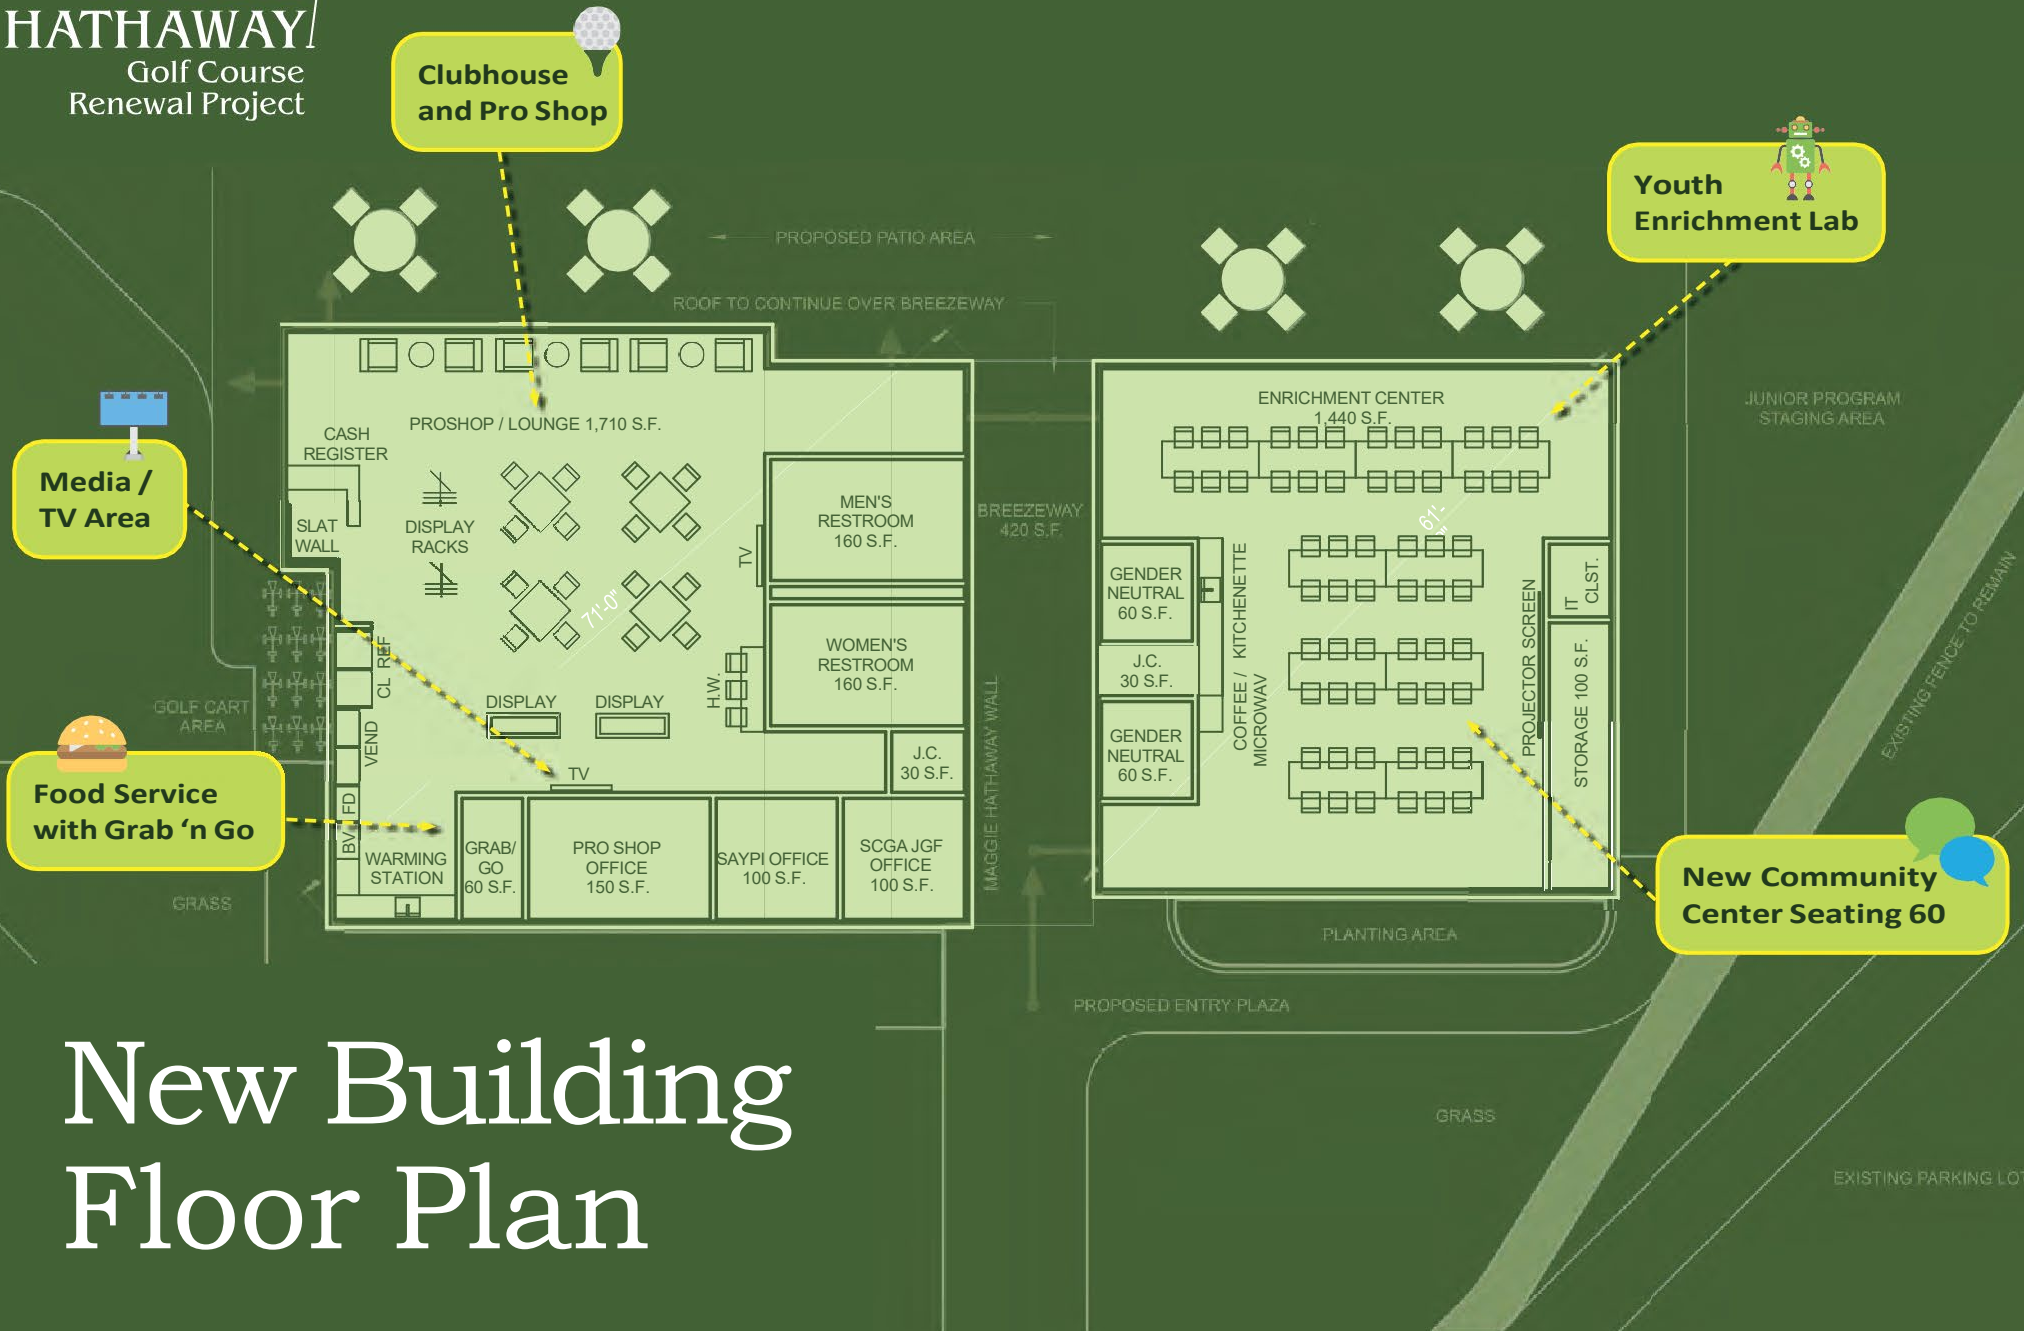 HATHAWAY
Golf Course
Renewal Project
Clubhouse
and Pro Shop
Youth
Enrichment Lab
PROPOSED PATIO AREA
ROOF TO CONTINUE OVER BREEZEWAY
Media /
TV Area
PROSHOP / LOUNGE 1,710 S.F.
CASH
REGISTER
SLAT
WALL
DISPLAY
RACKS
TV
71'-0"
MEN'S
RESTROOM
160 S.F.
WOMEN'S
RESTROOM
160 S.F.
H.W.
DISPLAY
DISPLAY
TV
J.C.
30 S.F.
REF
CL
VEND
FD
BV
WARMING
STATION
GRAB/
GO
60 S.F.
PRO SHOP
OFFICE
150 S.F.
SAYPI OFFICE
100 S.F.
SCGA JGF
OFFICE
100 S.F.
GOLF CART
AREA
Food Service
with Grab ‘n Go
GRASS
BREEZEWAY
420 S.F.
MAGGIE HATHAWAY WALL
ENRICHMENT CENTER
1,440 S.F.
61'-
GENDER
NEUTRAL
60 S.F.
J.C.
30 S.F.
GENDER
NEUTRAL
60 S.F.
COFFEE / KITCHENETTE
MICROWAV
PROJECTOR SCREEN
IT
CLST.
STORAGE 100 S.F.
JUNIOR PROGRAM
STAGING AREA
EXISTING FENCE TO REMAIN
New Community
Center Seating 60
PLANTING AREA
PROPOSED ENTRY PLAZA
GRASS
EXISTING PARKING LOT
New Building
Floor Plan